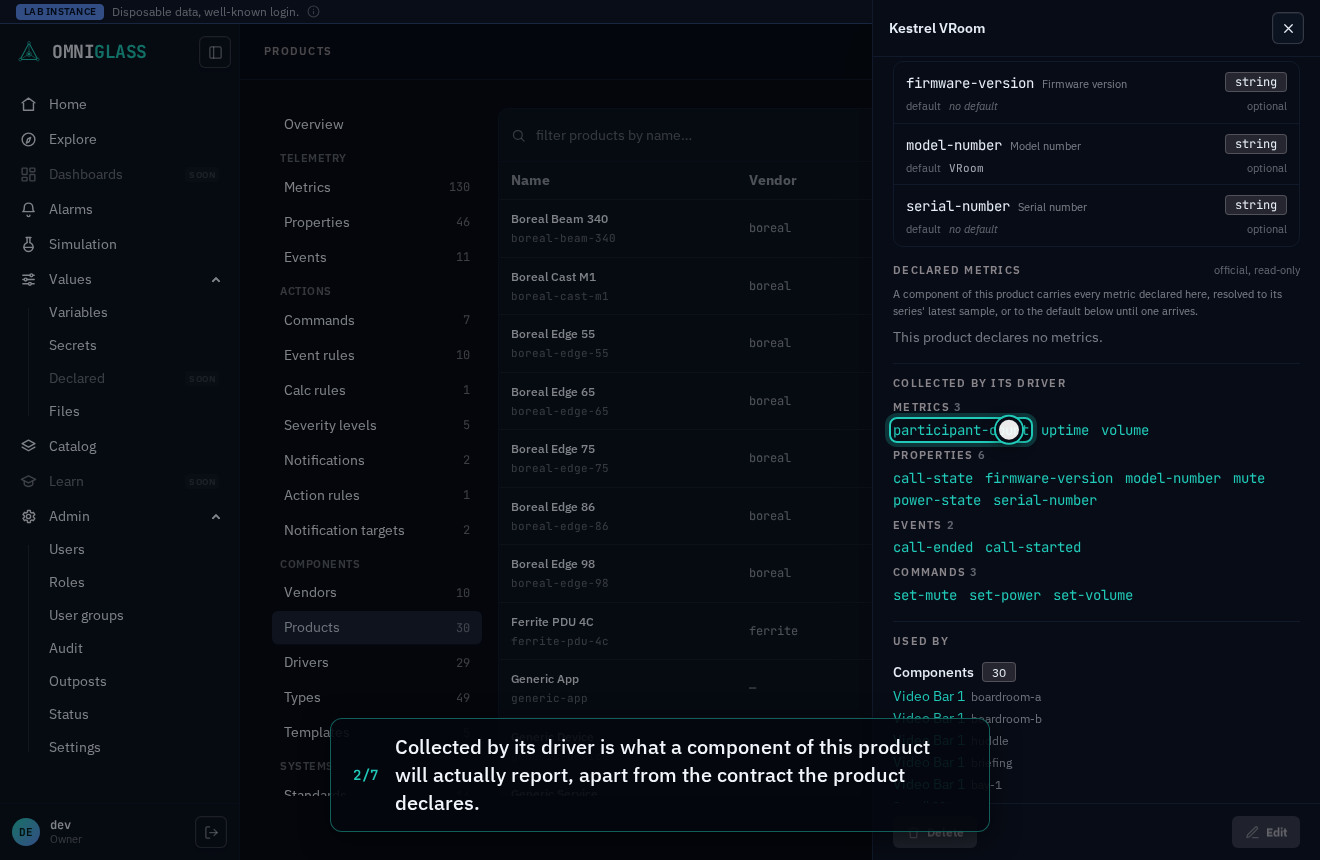 LAB INSTANCE Disposable data, well-known login.
OMNIGLASS
Home
Explore
Dashboards SOON
Alarms
Simulation
Values
Variables
Secrets
Declared SOON
Files
Catalog
Learn SOON
Admin
Users
Roles
User groups
Audit
Outposts
Status
Settings
DE dev
Owner
PRODUCTS
Overview
TELEMETRY
Metrics 130
Properties 46
Events 11
ACTIONS
Commands 7
Event rules 10
Calc rules 1
Severity levels 5
Notifications 2
Action rules 1
Notification targets 2
COMPONENTS
Vendors 10
Products 30
Drivers 29
Types 49
SYSTEMS
filter products by name…
Name Vendor
Boreal Beam 340
boreal-beam-340 boreal
Boreal Cast M1
boreal-cast-m1 boreal
Boreal Edge 55
boreal-edge-55 boreal
Boreal Edge 65
boreal-edge-65 boreal
Boreal Edge 75
boreal-edge-75 boreal
Boreal Edge 86
boreal-edge-86 boreal
Boreal Edge 98
boreal-edge-98 boreal
Ferrite PDU 4C
ferrite-pdu-4c ferrite
Generic App
generic-app —
Kestrel VRoom
firmware-version Firmware version string
default no default optional
model-number Model number string
default VRoom optional
serial-number Serial number string
default no default optional
DECLARED METRICS official, read-only
A component of this product carries every metric declared here, resolved to its
series' latest sample, or to the default below until one arrives.
This product declares no metrics.
COLLECTED BY ITS DRIVER
METRICS 3
uptime volume
PROPERTIES 6
call-state firmware-version model-number mute
power-state serial-number
EVENTS 2
call-ended call-started
COMMANDS 3
set-mute set-power set-volume
USED BY
Components 30
Video Bar 1 boardroom-a
Video Bar 1 boardroom-b
Delete Edit
2/7
Collected by its driver is what a component of this product
will actually report, apart from the contract the product
declares.